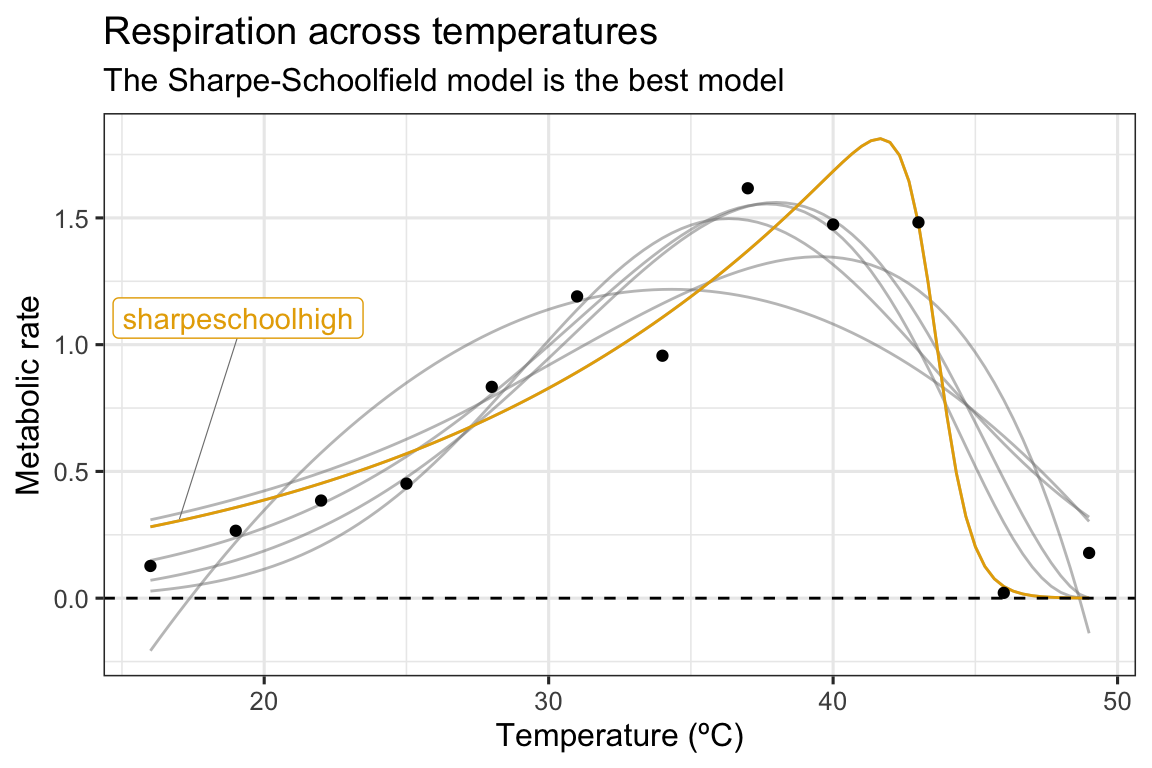 Respiration across temperatures
The Sharpe-Schoolfield model is the best model
1.5
1.0
0.5
0.0
Metabolic rate
sharpeschoolhigh
20
30
40
50
Temperature (ºC)